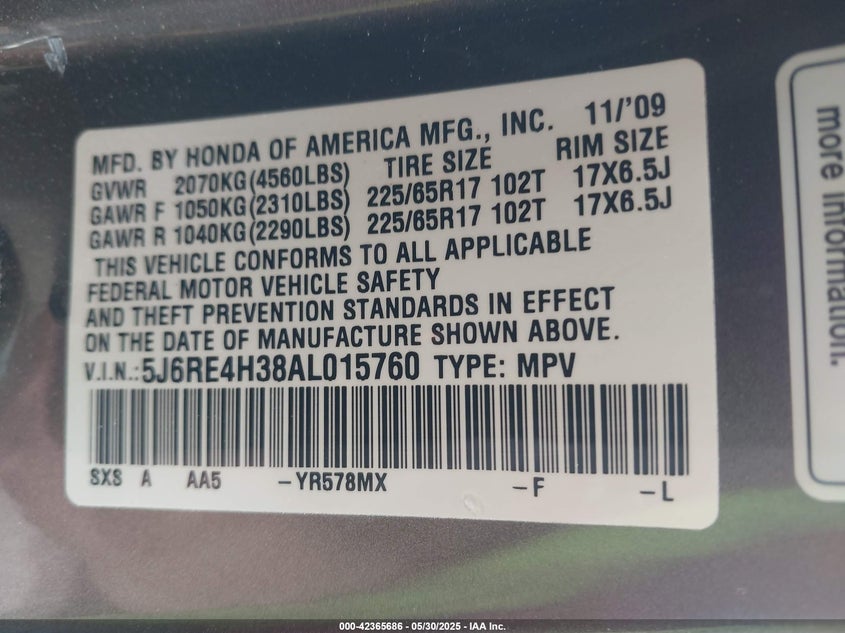 MFD. BY HONDA OF AMERICA MFG., INC. 11/'09
GVWR 2070KG(4560LBS) TIRE SIZE RIM SIZE
GAWR F 1050KG(2310LBS) 225/65R17 102T 17X6.5J
GAWR R 1040KG(2290LBS) 225/65R17 102T 17X6.5J
THIS VEHICLE CONFORMS TO ALL APPLICABLE
FEDERAL MOTOR VEHICLE SAFETY
AND THEFT PREVENTION STANDARDS IN EFFECT
ON THE DATE OF MANUFACTURE SHOWN ABOVE.
V.I.N.:5J6RE4H38AL015760 TYPE: MPV
SXS A AA5 -YR578MX -F -L
more information.
000-42365686 - 05/30/2025 - IAA Inc.